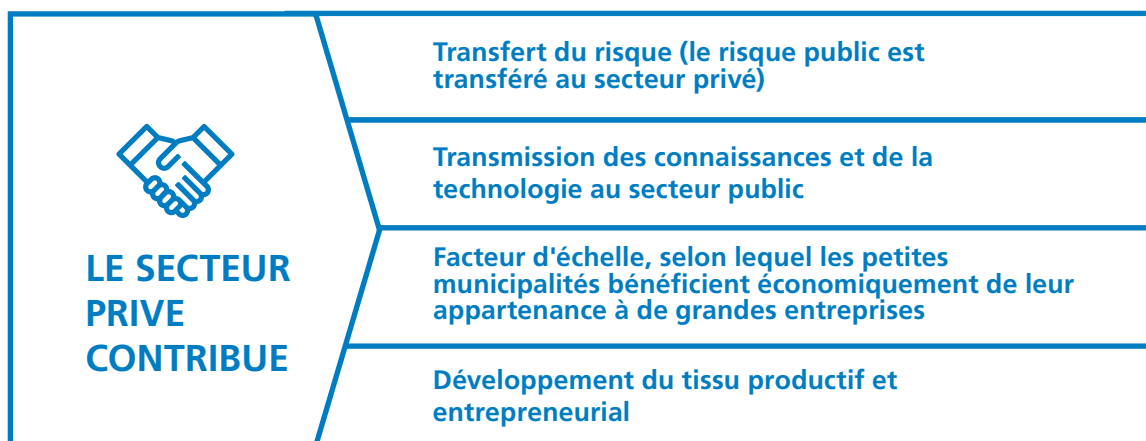 LE SECTEUR
PRIVE
CONTRIBUE
Transfert du risque (le risque public est
transféré au secteur privé)
Transmission des connaissances et de la
technologie au secteur public
Facteur d'échelle, selon lequel les petites
municipalités bénéficient économiquement de leur
appartenance à de grandes entreprises
Développement du tissu productif et
entrepreneurial